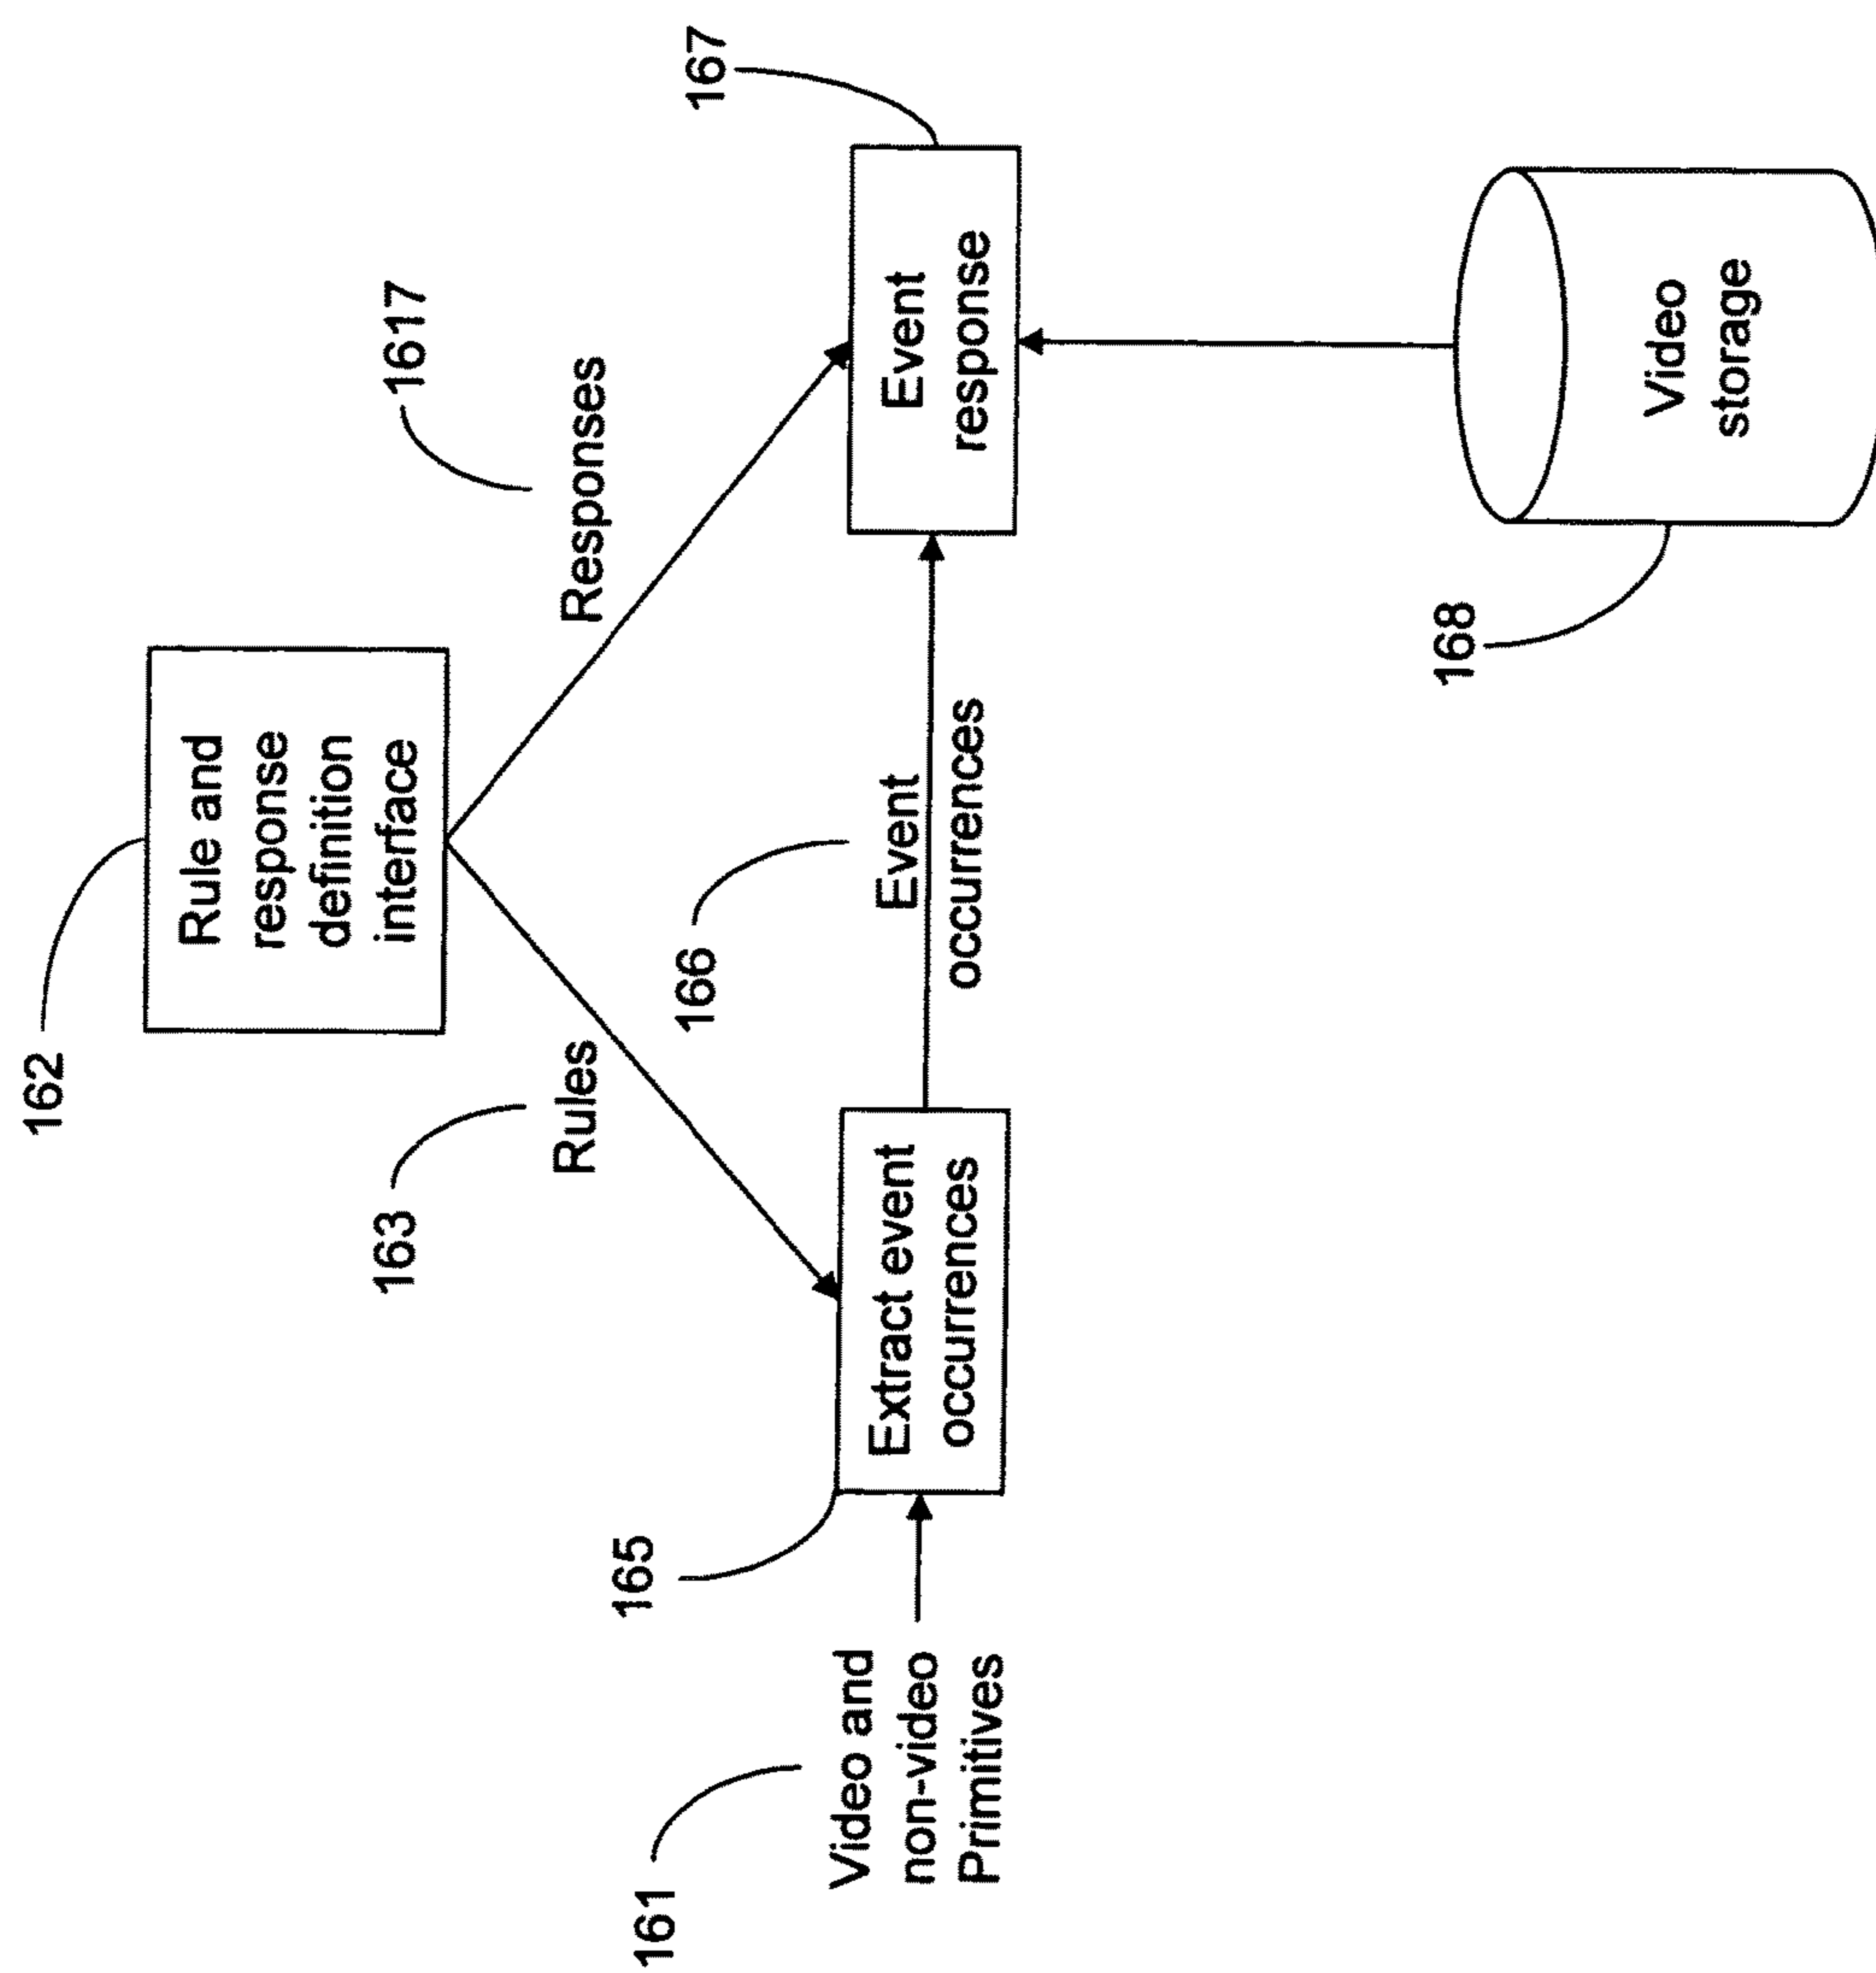 162
Rule and
response
definition
interface
163
Rules
1617
Responses
161
Video and
non-video
Primitives
165
Extract event
occurrences
166
Event
occurrences
167
Event
response
168
Video
storage